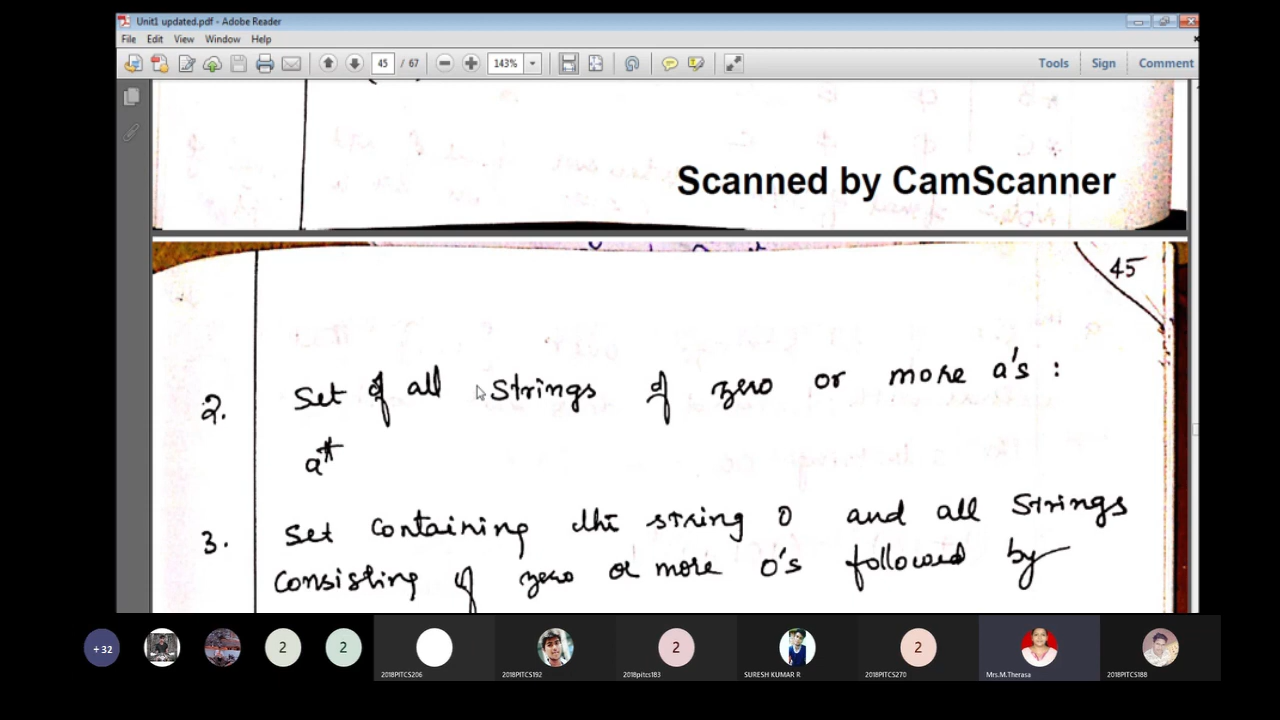 Unit1 updated.pdf - Adobe Reader
File Edit View Window Help
45 / 67 143% Tools Sign Comment
Scanned by CamScanner
45
2. Set of all Strings of zero or more a's :
a*
3. Set containing the string 0 and all Strings
consisting of zero or more 0's followed by
+32 2 2 2 2
2018PITCS206 2018PITCS192 2018pitcs183 SURESH KUMAR R 2018PITCS270 Mrs.M.Therasa 2018PITCS188